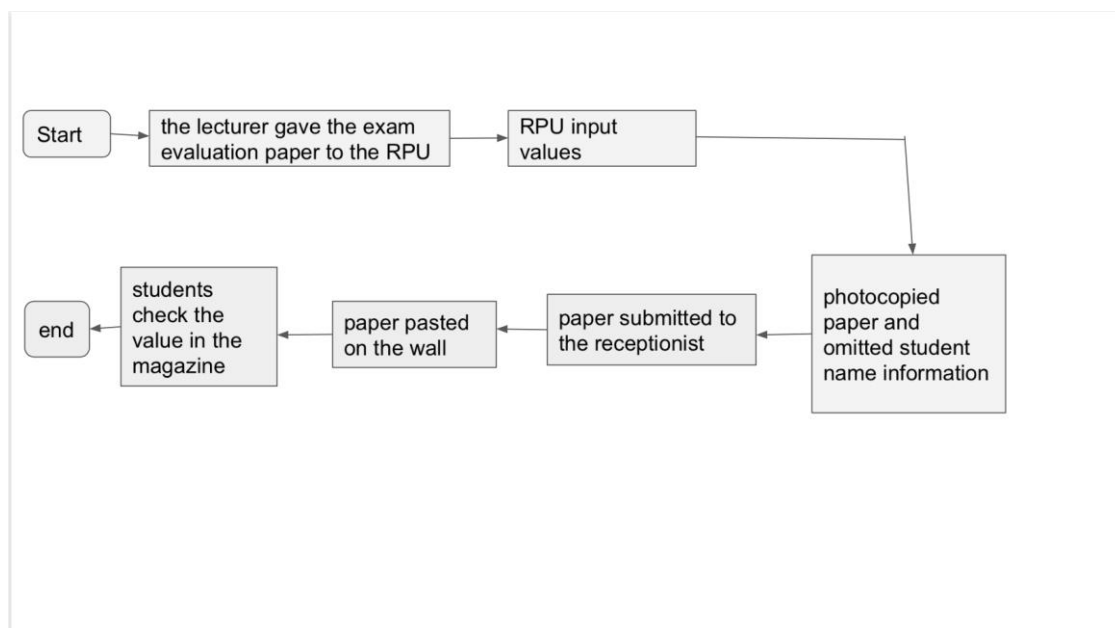 Start
the lecturer gave the exam
evaluation paper to the RPU
RPU input
values
photocopied
paper and
omitted student
name information
paper submitted to
the receptionist
paper pasted
on the wall
students
check the
value in the
magazine
end